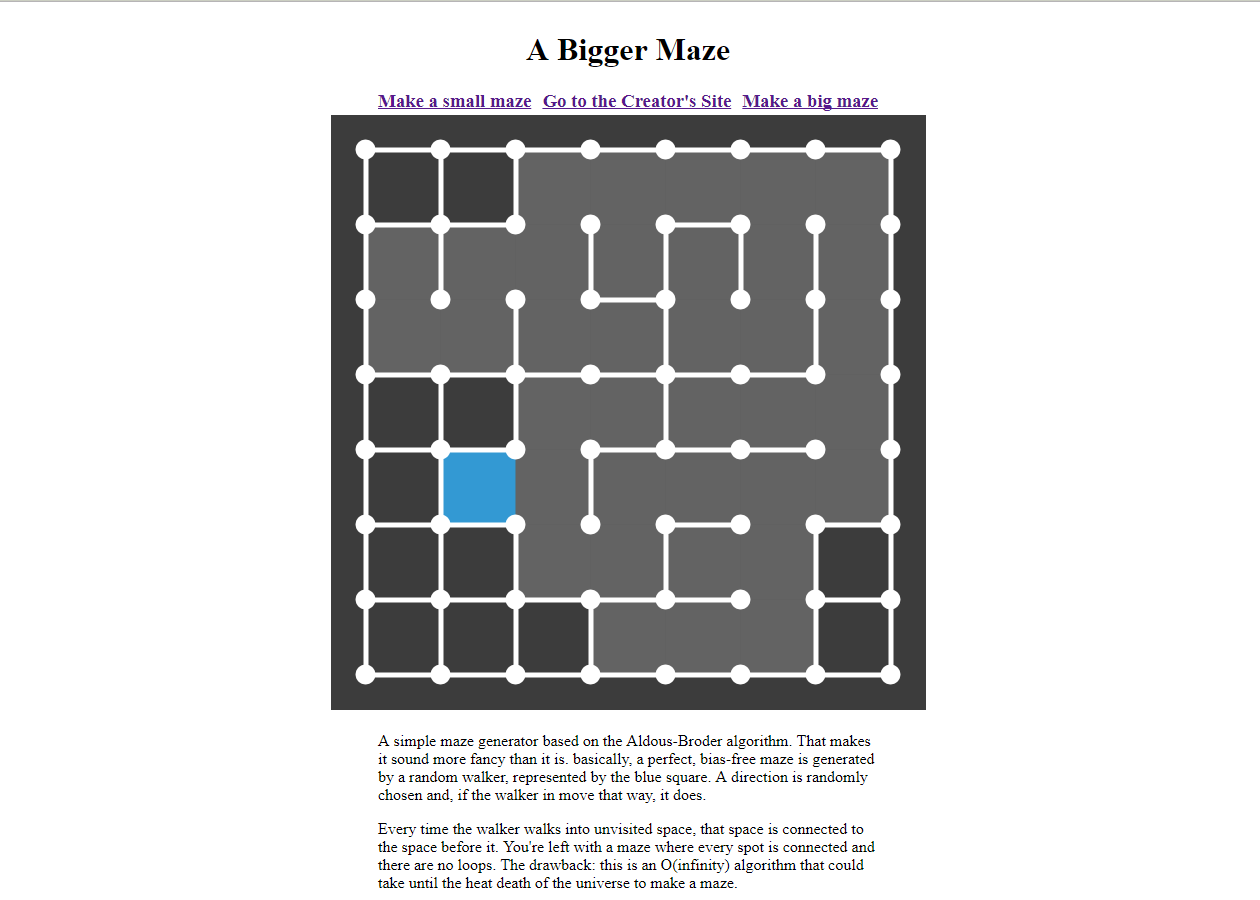 A Bigger Maze
Make a small maze Go to the Creator's Site Make a big maze
A simple maze generator based on the Aldous-Broder algorithm. That makes
it sound more fancy than it is. basically, a perfect, bias-free maze is generated
by a random walker, represented by the blue square. A direction is randomly
chosen and, if the walker in move that way, it does.
Every time the walker walks into unvisited space, that space is connected to
the space before it. You're left with a maze where every spot is connected and
there are no loops. The drawback: this is an O(infinity) algorithm that could
take until the heat death of the universe to make a maze.